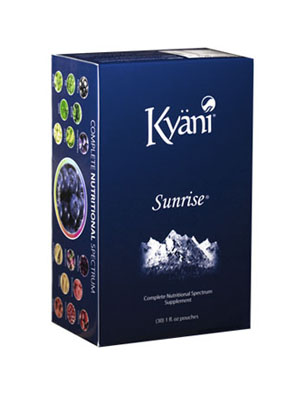 Kyäni®
Sunrise®
Complete Nutritional Spectrum
Supplement
(30) 1 fl. oz pouches
COMPLETE NUTRITIONAL SPECTRUM